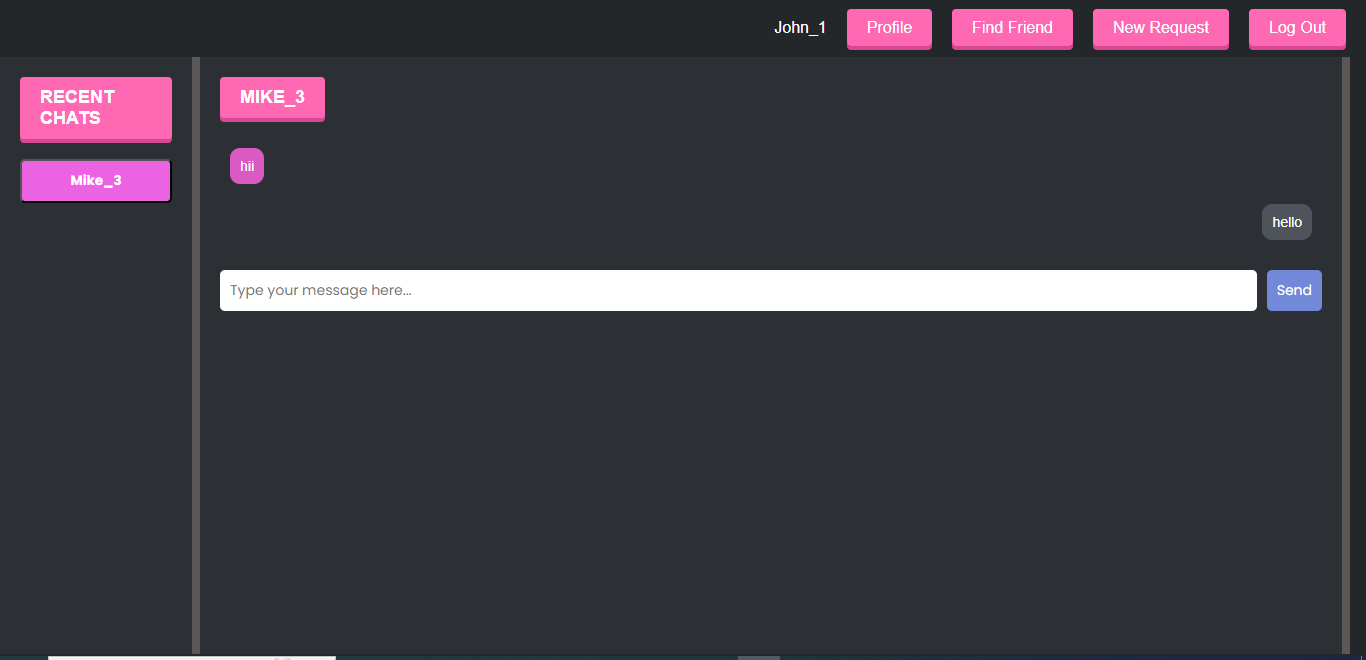 John_1 Profile Find Friend New Request Log Out
RECENT
CHATS
Mike_3
MIKE_3
hii
hello
Type your message here... Send